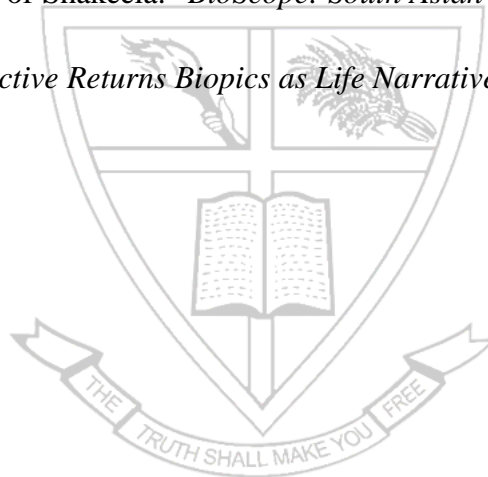 of Shakeela." BioScope: South Asian
ctive Returns Biopics as Life Narrative
THE TRUTH SHALL MAKE YOU FREE